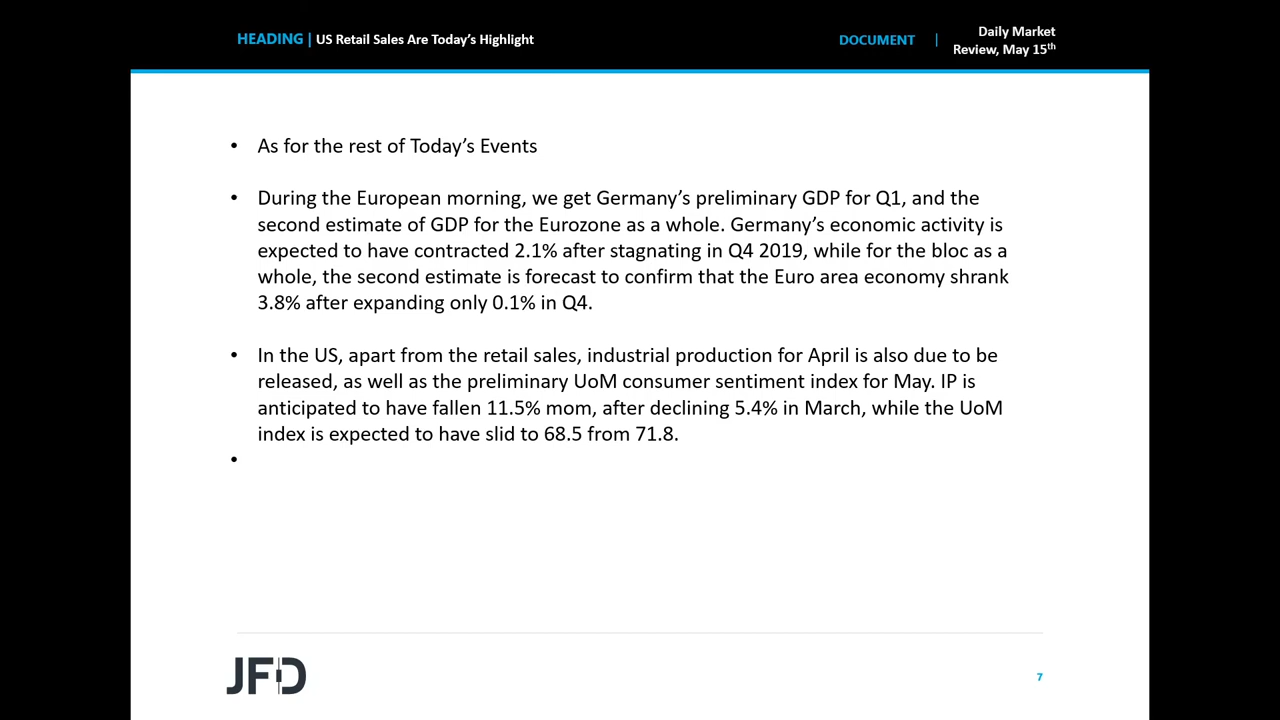 HEADING | US Retail Sales Are Today’s Highlight
DOCUMENT | Daily Market
Review, May 15th
• As for the rest of Today’s Events
• During the European morning, we get Germany’s preliminary GDP for Q1, and the
second estimate of GDP for the Eurozone as a whole. Germany’s economic activity is
expected to have contracted 2.1% after stagnating in Q4 2019, while for the bloc as a
whole, the second estimate is forecast to confirm that the Euro area economy shrank
3.8% after expanding only 0.1% in Q4.
• In the US, apart from the retail sales, industrial production for April is also due to be
released, as well as the preliminary UoM consumer sentiment index for May. IP is
anticipated to have fallen 11.5% mom, after declining 5.4% in March, while the UoM
index is expected to have slid to 68.5 from 71.8.
•
JFD
7